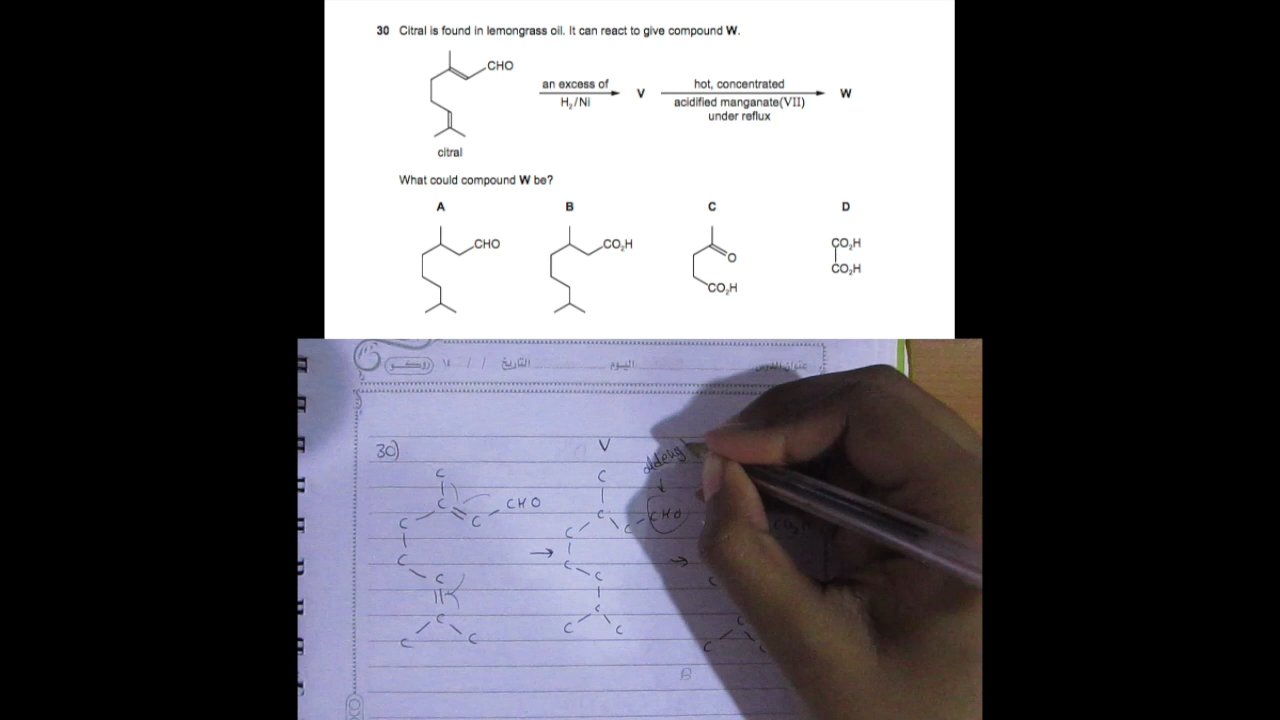 30 Citral is found in lemongrass oil. It can react to give compound W.
CHO
an excess of
H₂/Ni
V
hot, concentrated
acidified manganate(VII)
under reflux
W
citral
What could compound W be?
A B C D
CHO
CO₂H
O
CO₂H
CO₂H
CO₂H
اليوم
التاريخ / / ١٤
30)
V
C
C
C
C
CHO
C
C
C
C
C
C
→
C
C
C
C
CHO
C
C
C
C
C
C
→
C
C
C
C
B